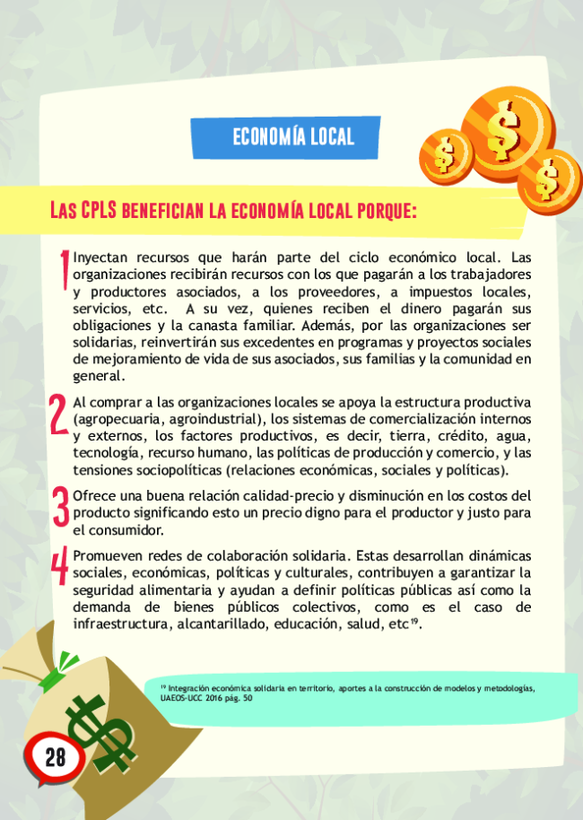 ECONOMÍA LOCAL
LAS CPLS BENEFICIAN LA ECONOMÍA LOCAL PORQUE:
1 Inyectan recursos que harán parte del ciclo económico local. Las
organizaciones recibirán recursos con los que pagarán a los trabajadores
y productores asociados, a los proveedores, a impuestos locales,
servicios, etc. A su vez, quienes reciben el dinero pagarán sus
obligaciones y la canasta familiar. Además, por las organizaciones ser
solidarias, reinvertirán sus excedentes en programas y proyectos sociales
de mejoramiento de vida de sus asociados, sus familias y la comunidad en
general.
2 Al comprar a las organizaciones locales se apoya la estructura productiva
(agropecuaria, agroindustrial), los sistemas de comercialización internos
y externos, los factores productivos, es decir, tierra, crédito, agua,
tecnología, recurso humano, las políticas de producción y comercio, y las
tensiones sociopolíticas (relaciones económicas, sociales y políticas).
3 Ofrece una buena relación calidad-precio y disminución en los costos del
producto significando esto un precio digno para el productor y justo para
el consumidor.
4 Promueven redes de colaboración solidaria. Estas desarrollan dinámicas
sociales, económicas, políticas y culturales, contribuyen a garantizar la
seguridad alimentaria y ayudan a definir políticas públicas así como la
demanda de bienes públicos colectivos, como es el caso de
infraestructura, alcantarillado, educación, salud, etc¹⁹.
¹⁹ Integración económica solidaria en territorio, aportes a la construcción de modelos y metodologías,
UAEOS-UCC 2016 pág. 50
28